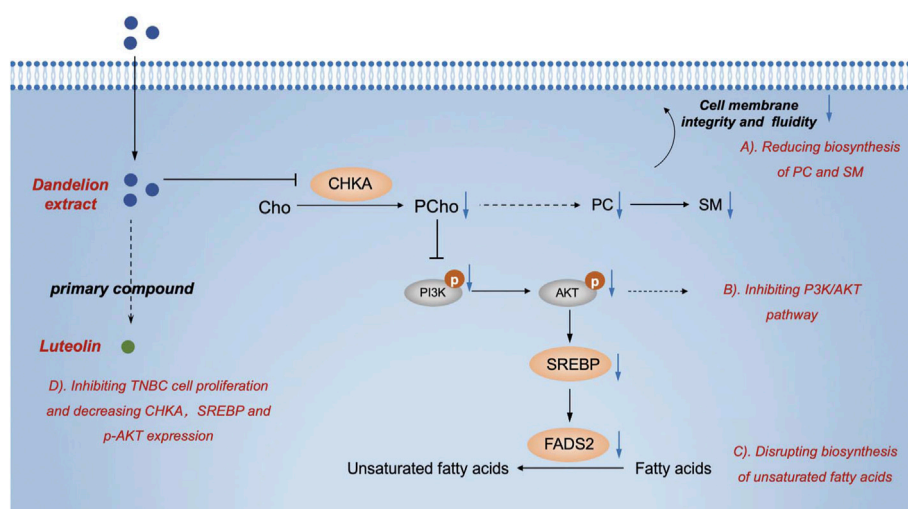 Cell membrane
integrity and fluidity
A). Reducing biosynthesis
of PC and SM
Dandelion
extract
CHKA
Cho
PCho
PC
SM
primary compound
PI3K
p
AKT
p
B). Inhibiting P3K/AKT
pathway
Luteolin
SREBP
D). Inhibiting TNBC cell proliferation
and decreasing CHKA, SREBP and
p-AKT expression
FADS2
Unsaturated fatty acids
Fatty acids
C). Disrupting biosynthesis
of unsaturated fatty acids